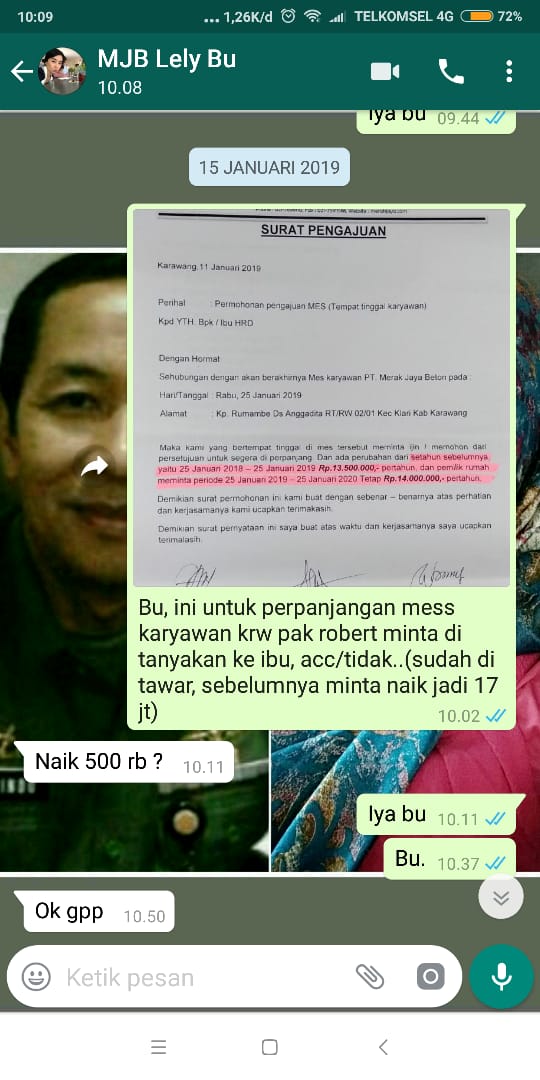 10:09
... 1,26K/d
TELKOMSEL 4G
72%
MJB Lely Bu
10.08
Iya bu 09.44
15 JANUARI 2019
SURAT PENGAJUAN
Karawang,11 Januari 2019
Perihal : Permohonan pengajuan MES (Tempat tinggal karyawan)
Kpd YTH. Bpk / Ibu HRD
Dengan Hormat
Sehubungan dengan akan berakhirnya Mes karyawan PT. Merak Jaya Beton pada :
Hari/Tanggal : Rabu, 25 Januari 2019
Alamat : Kp. Rumambe Ds Anggadita RT/RW 02/01 Kec Klari Kab Karawang
Maka kami yang bertempat tinggal di mes tersebut meminta ijin / memohon dari
persetujuan untuk segera di perpanjang. Dan ada perubahan dari setahun sebelumnya
yaitu 25 Januari 2018 – 25 Januari 2019 Rp.13.500.000,- pertahun, dan pemilik rumah
meminta periode 25 Januari 2019 – 25 Januari 2020 Tetap Rp.14.000.000,- pertahun.
Demikian surat permohonan ini kami buat dengan sebenar – benarnya atas perhatian
dan kerjasamanya kami ucapkan terimakasih.
Demikian surat pernyataan ini saya buat atas waktu dan kerjasamanya saya ucapkan
terimalasih.
Bu, ini untuk perpanjangan mess
karyawan krw pak robert minta di
tanyakan ke ibu, acc/tidak..(sudah di
tawar, sebelumnya minta naik jadi 17
jt) 10.02
Naik 500 rb ? 10.11
Iya bu 10.11
Bu. 10.37
Ok gpp 10.50
Ketik pesan